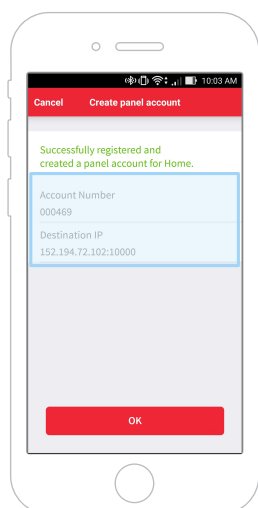 10:03 AM
Cancel Create panel account
Successfully registered and
created a panel account for Home.
Account Number
000469
Destination IP
152.194.72.102:10000
OK